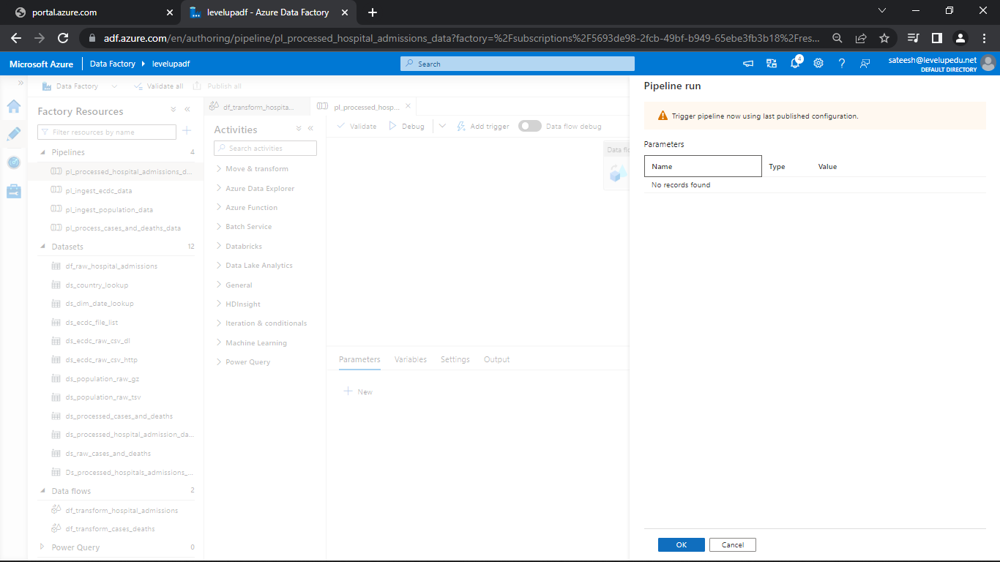 portal.azure.com
levelupadf - Azure Data Factory
adf.azure.com/en/authoring/pipeline/pl_processed_hospital_admissions_data?factory=%2Fsubscriptions%2F5693de98-2fcb-49bf-b949-65ebe3fb3b18%2Fres...
Microsoft Azure
Data Factory
levelupadf
Search
4
sateesh@levelupedu.net
DEFAULT DIRECTORY
Data Factory
Validate all
Publish all
Factory Resources
Filter resources by name
Pipelines 4
pl_processed_hospital_admissions_d...
pl_ingest_ecdc_data
pl_ingest_population_data
pl_process_cases_and_deaths_data
Datasets 12
df_raw_hospital_admissions
ds_country_lookup
ds_dim_date_lookup
ds_ecdc_file_list
ds_ecdc_raw_csv_dl
ds_ecdc_raw_csv_http
ds_population_raw_gz
ds_population_raw_tsv
ds_processed_cases_and_deaths
ds_processed_hospital_admission_da...
ds_raw_cases_and_deaths
Ds_processed_hospitals_admissions_...
Data flows 2
df_transform_hospital_admissions
df_transform_cases_deaths
Power Query 0
df_transform_hospita...
pl_processed_hosp...
Activities
Search activities
Move & transform
Azure Data Explorer
Azure Function
Batch Service
Databricks
Data Lake Analytics
General
HDInsight
Iteration & conditionals
Machine Learning
Power Query
Validate
Debug
Add trigger
Data flow debug
Data flo
Parameters
Variables
Settings
Output
New
Pipeline run
Trigger pipeline now using last published configuration.
Parameters
Name Type Value
No records found
OK
Cancel